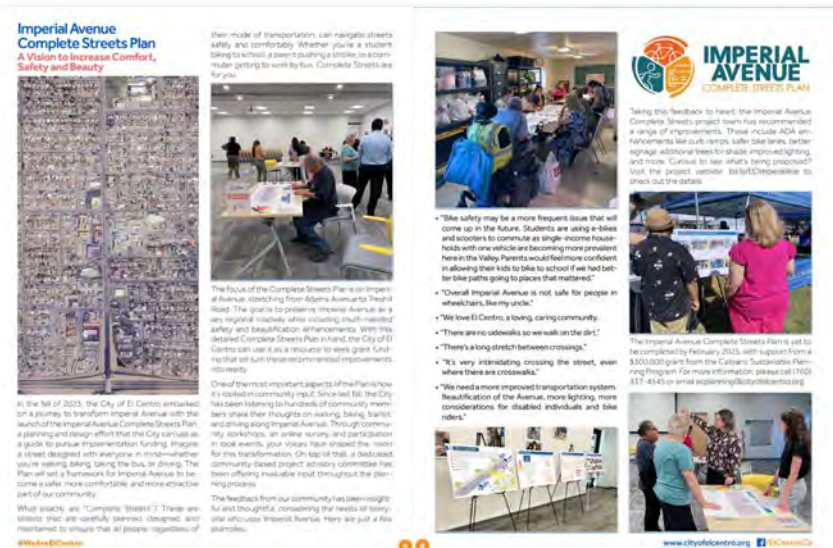 Imperial Avenue
Complete Streets Plan
A Vision to Increase Comfort,
Safety and Beauty
In the fall of 2023, the City of El Centro embarked
on a journey to transform Imperial Avenue with the
launch of the Imperial Avenue Complete Streets Plan,
a planning and design effort that the City can use as
a guide to pursue implementation funding. Imagine
a street designed with everyone in mind—whether
you're walking, biking, taking the bus, or driving. The
Plan will set a framework for Imperial Avenue to be-
come a safer, more comfortable, and more attractive
part of our community.
What exactly are "Complete Streets"? These are
streets that are carefully planned, designed, and
maintained to ensure that all people, regardless of
their mode of transportation, can navigate streets
safely and comfortably. Whether you're a student
biking to school, a parent pushing a stroller, or a com-
muter getting to work by bus, Complete Streets are
for you.
The focus of the Complete Streets Plan is on Imperi-
al Avenue, stretching from Adams Avenue to Treshill
Road. The goal is to preserve Imperial Avenue as a
key regional roadway while including much-needed
safety and beautification enhancements. With this
detailed Complete Streets Plan in hand, the City of El
Centro can use it as a resource to seek grant fund-
ing that will turn these recommended improvements
into reality.
One of the most important aspects of the Plan is how
it's rooted in community input. Since last fall, the City
has been listening to hundreds of community mem-
bers share their thoughts on walking, biking, transit,
and driving along Imperial Avenue. Through commu-
nity workshops, an online survey, and participation
in local events, your voices have shaped the vision
for this transformation. On top of that, a dedicated
community-based project advisory committee has
been offering invaluable input throughout the plan-
ning process.
The feedback from our community has been insight-
ful and thoughtful, considering the needs of every-
one who uses Imperial Avenue. Here are just a few
examples:
#WeAreElCentro
• "Bike safety may be a more frequent issue that will
come up in the future. Students are using e-bikes
and scooters to commute as single-income house-
holds with one vehicle are becoming more prevalent
here in the Valley. Parents would feel more confident
in allowing their kids to bike to school if we had bet-
ter bike paths going to places that mattered."
• "Overall Imperial Avenue is not safe for people in
wheelchairs, like my uncle."
• "We love El Centro, a loving, caring community.
• "There are no sidewalks so we walk on the dirt."
• "There's a long stretch between crossings."
• "It's very intimidating crossing the street, even
where there are crosswalks."
• "We need a more improved transportation system.
Beautification of the Avenue, more lighting, more
considerations for disabled individuals and bike
riders."
IMPERIAL
AVENUE
COMPLETE STREETS PLAN
Taking this feedback to heart, the Imperial Avenue
Complete Streets project team has recommended
a range of improvements. These include ADA en-
hancements like curb ramps, safer bike lanes, better
signage, additional trees for shade, improved lighting,
and more. Curious to see what's being proposed?
Visit the project website: to
check out the details.
The Imperial Avenue Complete Streets Plan is set to
be completed by February 2025, with support from a
$300,000 grant from the Caltrans Sustainable Plan-
ning Program. For more information, please call (760)
337-4545 or email ecplanning@cityofelcentro.org.
www.cityofelcentro.org